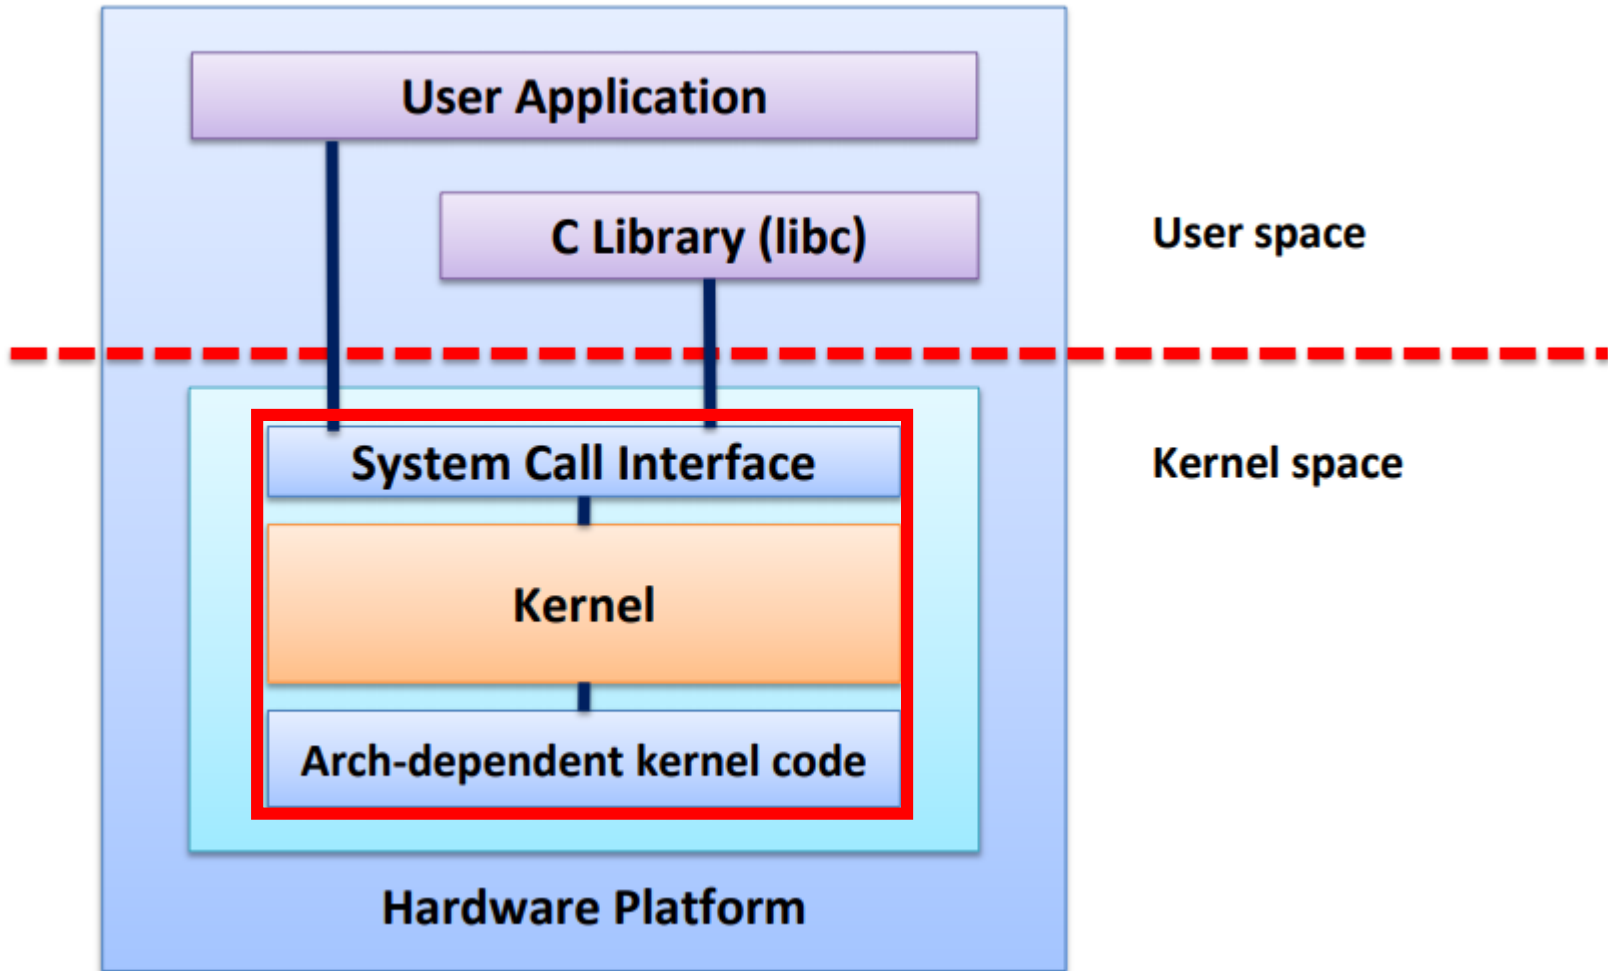 User Application
C Library (libc)
User space
System Call Interface
Kernel space
Kernel
Arch-dependent kernel code
Hardware Platform